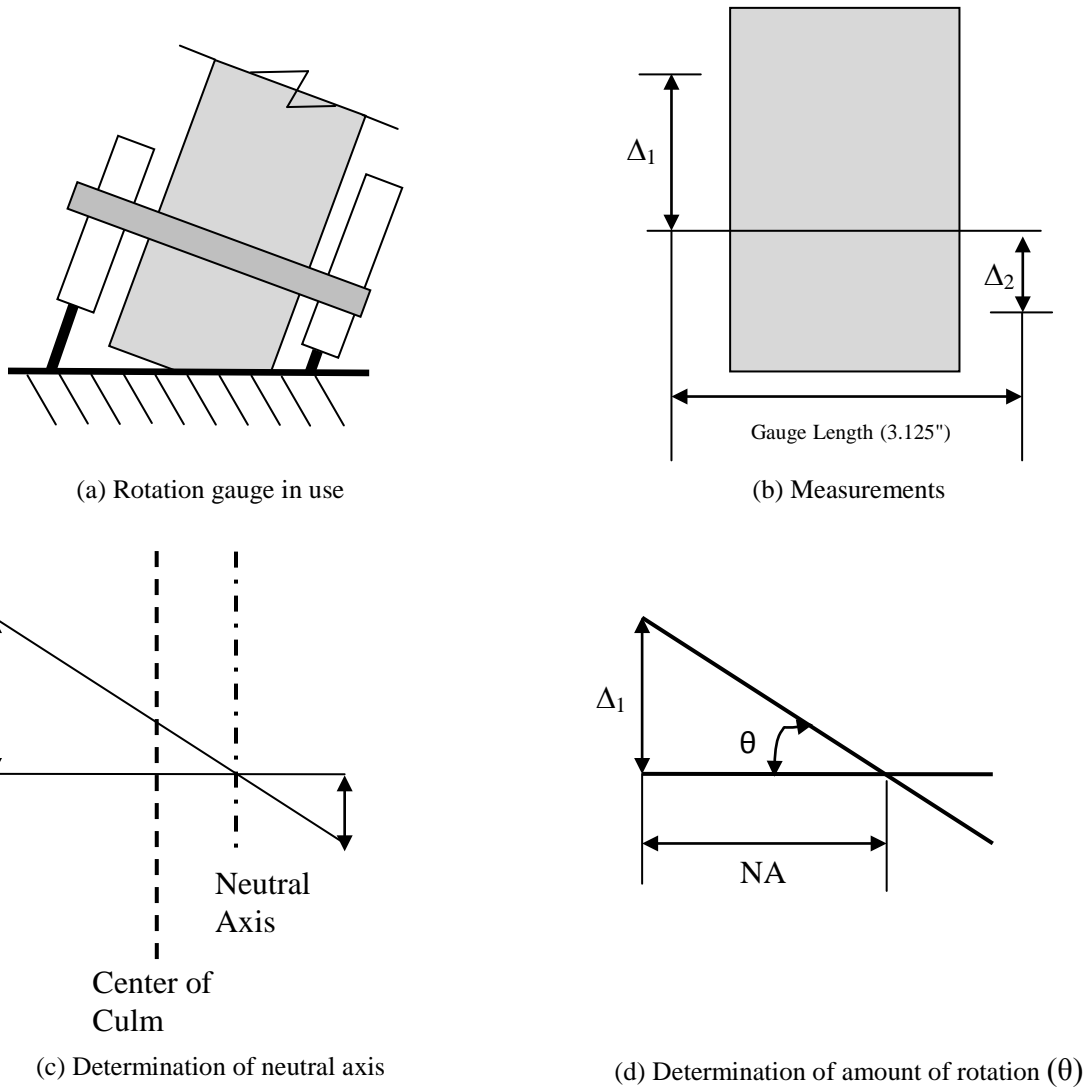 Δ1
Δ2
Gauge Length (3.125")
(a) Rotation gauge in use
(b) Measurements
Neutral
Axis
Center of
Culm
(c) Determination of neutral axis
Δ1
θ
NA
(d) Determination of amount of rotation (θ)